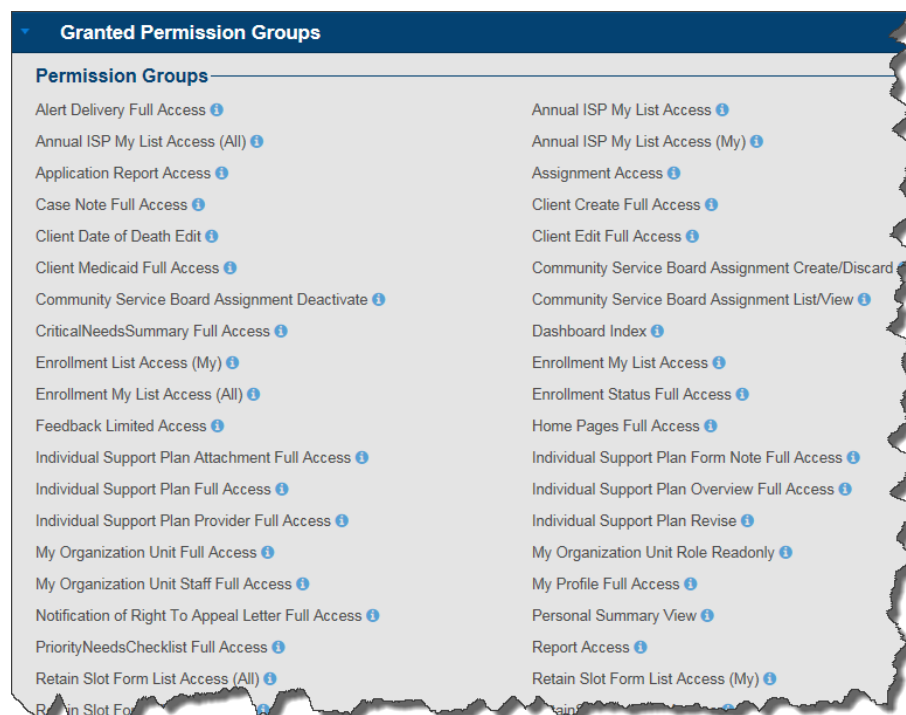 Granted Permission Groups
Permission Groups
Alert Delivery Full Access Annual ISP My List Access
Annual ISP My List Access (All) Annual ISP My List Access (My)
Application Report Access Assignment Access
Case Note Full Access Client Create Full Access
Client Date of Death Edit Client Edit Full Access
Client Medicaid Full Access Community Service Board Assignment Create/Discard
Community Service Board Assignment Deactivate Community Service Board Assignment List/View
CriticalNeedsSummary Full Access Dashboard Index
Enrollment List Access (My) Enrollment My List Access
Enrollment My List Access (All) Enrollment Status Full Access
Feedback Limited Access Home Pages Full Access
Individual Support Plan Attachment Full Access Individual Support Plan Form Note Full Access
Individual Support Plan Full Access Individual Support Plan Overview Full Access
Individual Support Plan Provider Full Access Individual Support Plan Revise
My Organization Unit Full Access My Organization Unit Role Readonly
My Organization Unit Staff Full Access My Profile Full Access
Notification of Right To Appeal Letter Full Access Personal Summary View
PriorityNeedsChecklist Full Access Report Access
Retain Slot Form List Access (All) Retain Slot Form List Access (My)
Slot